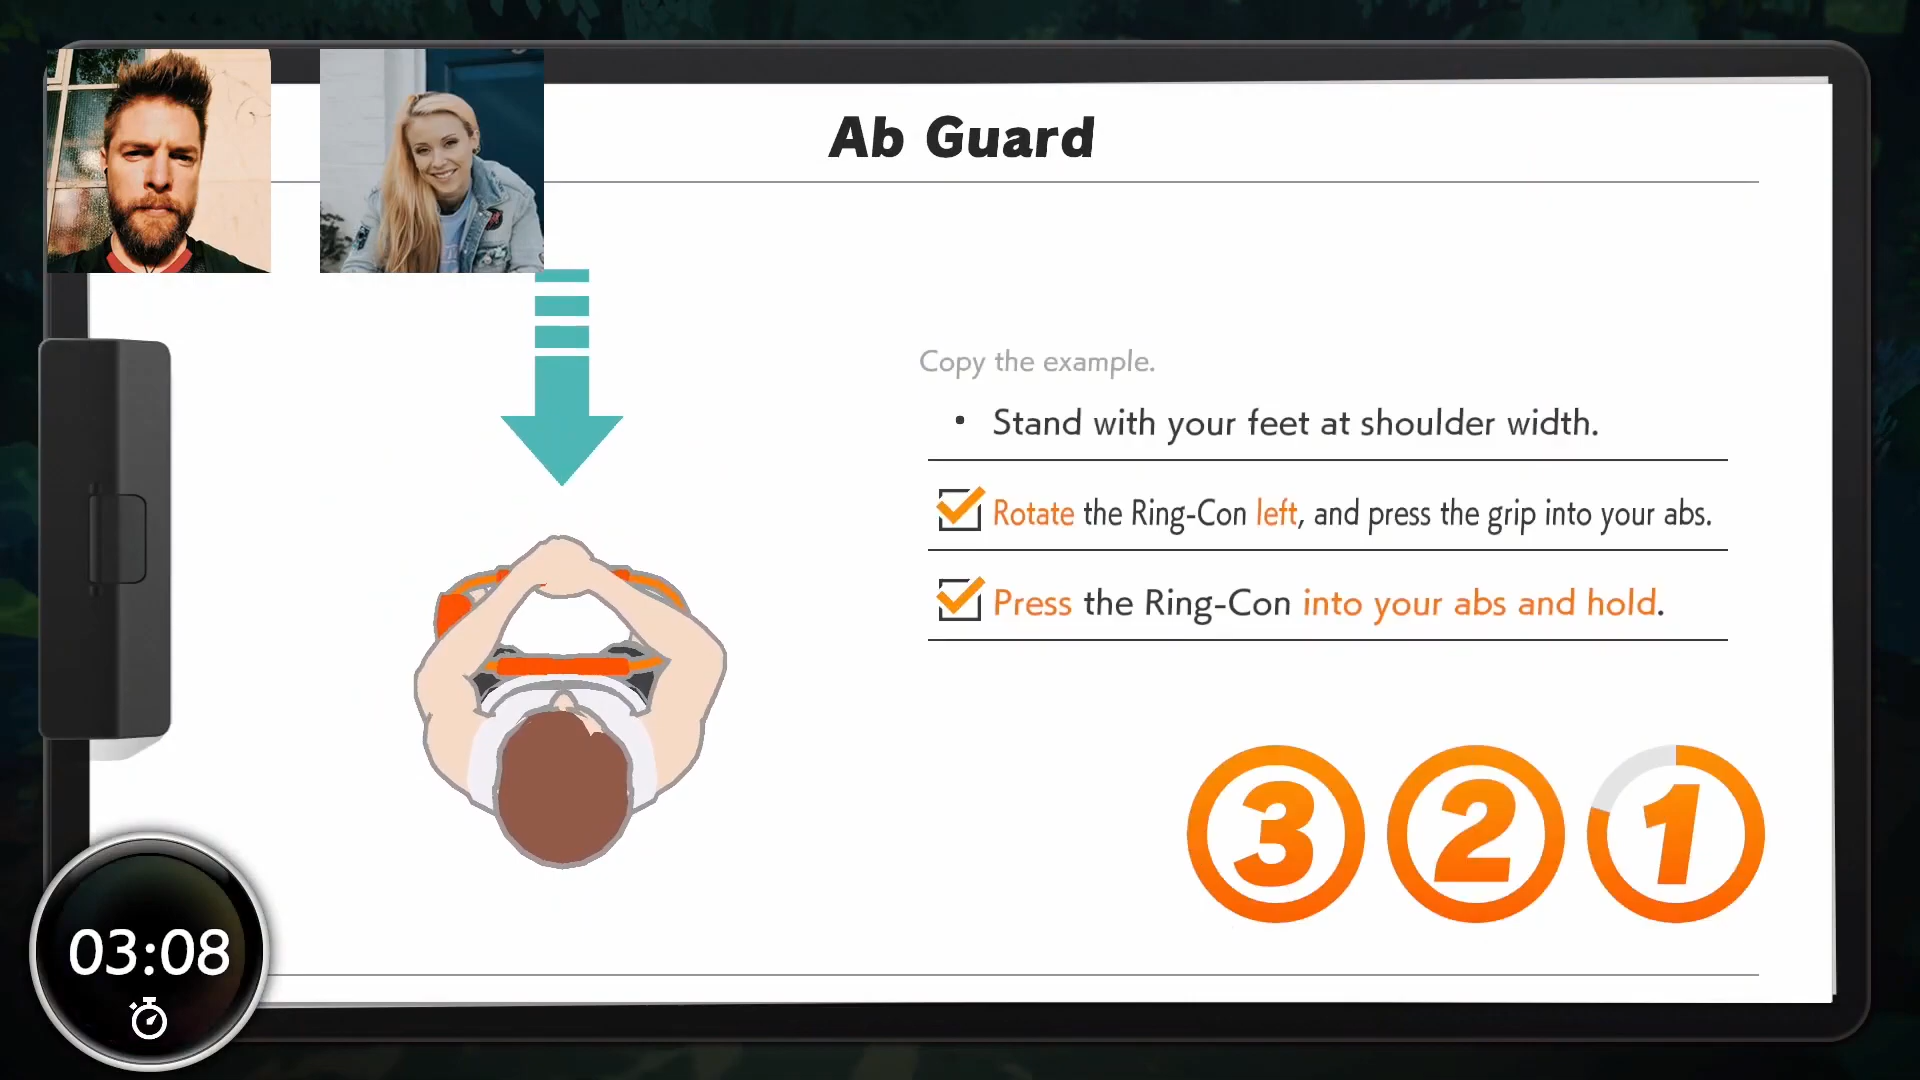 Ab Guard
Copy the example.
• Stand with your feet at shoulder width.
Rotate the Ring-Con left, and press the grip into your abs.
Press the Ring-Con into your abs and hold.
3 2 1
03:08